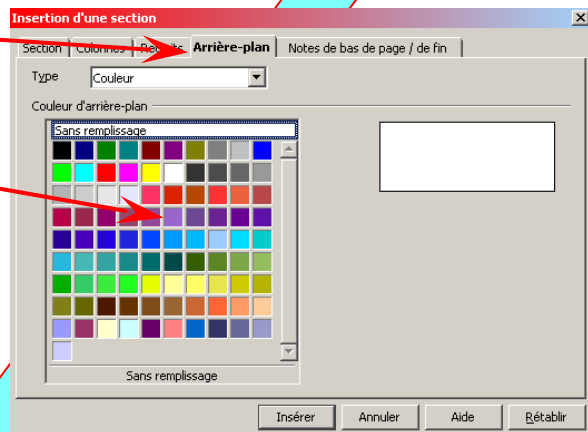 Insertion d'une section
Section Colonnes Retraits Arrière-plan Notes de bas de page / de fin
Type Couleur
Couleur d'arrière-plan
Sans remplissage
Sans remplissage
Insérer Annuler Aide Rétablir